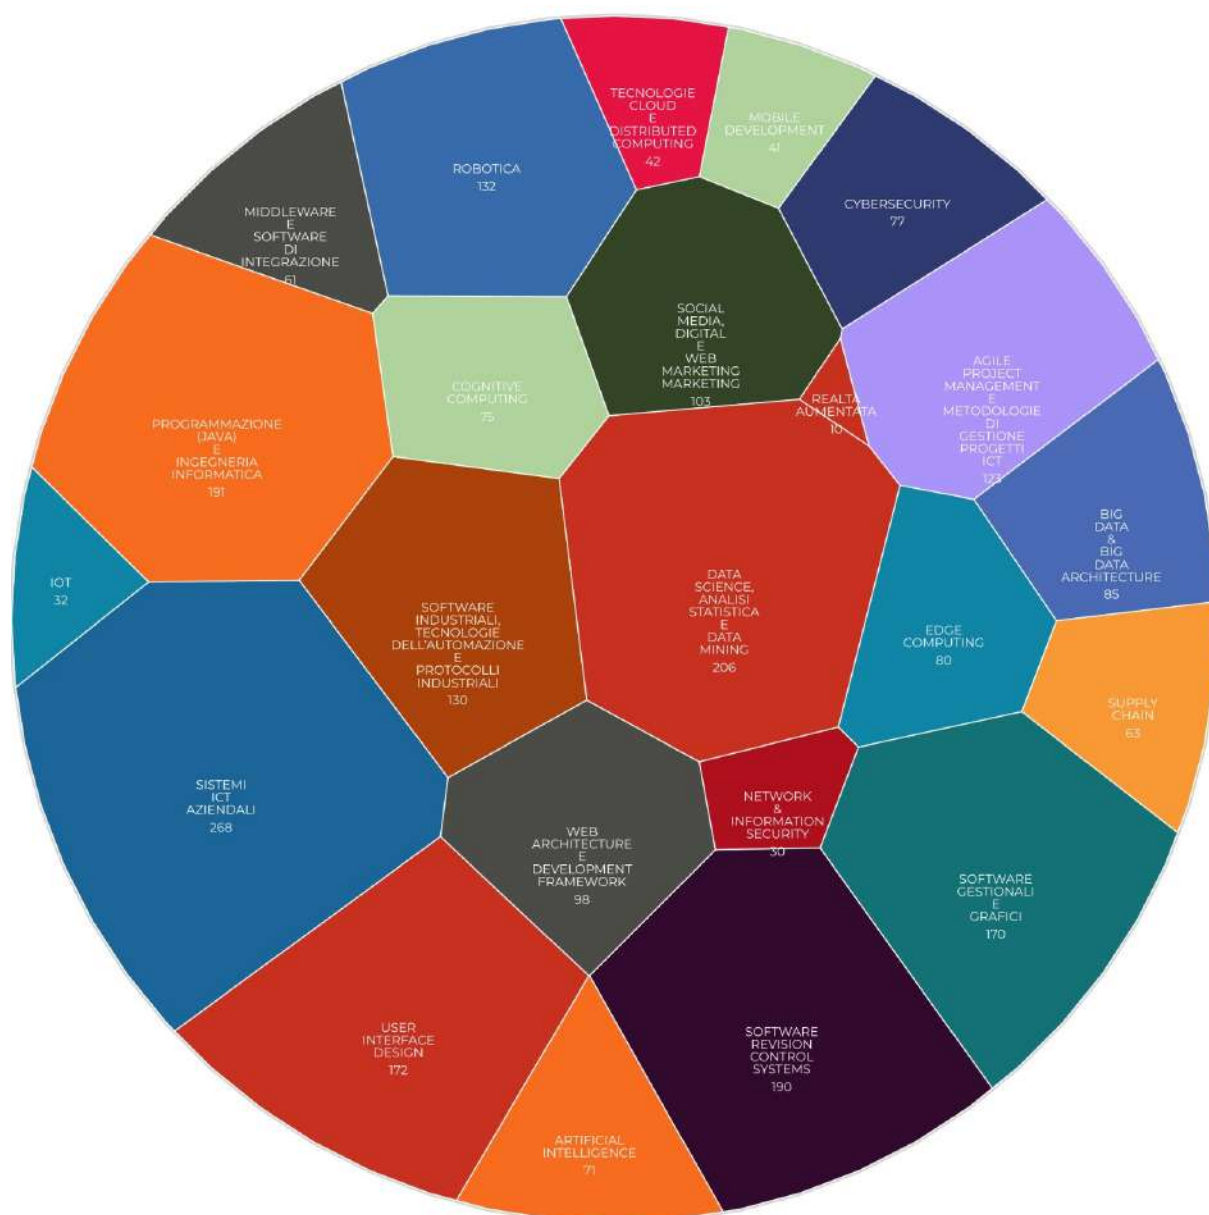 TECNOLOGIE
CLOUD
E
DISTRIBUTED
COMPUTING
42
MOBILE
DEVELOPMENT
41
ROBOTICA
132
CYBERSECURITY
77
MIDDLEWARE
E
SOFTWARE
DI
INTEGRAZIONE
61
SOCIAL
MEDIA,
DIGITAL
E
WEB
MARKETING
MARKETING
103
AGILE
PROJECT
MANAGEMENT
E
METODOLOGIE
DI
GESTIONE
PROGETTI
ICT
123
COGNITIVE
COMPUTING
75
REALTÀ
AUMENTATA
10
PROGRAMMAZIONE
(JAVA)
E
INGEGNERIA
INFORMATICA
191
BIG
DATA
&
BIG
DATA
ARCHITECTURE
85
IOT
32
DATA
SCIENCE,
ANALISI
STATISTICA
E
DATA
MINING
206
SOFTWARE
INDUSTRIALI,
TECNOLOGIE
DELL'AUTOMAZIONE
E
PROTOCOLLI
INDUSTRIALI
130
EDGE
COMPUTING
80
SUPPLY
CHAIN
63
SISTEMI
ICT
AZIENDALI
268
NETWORK
&
INFORMATION
SECURITY
30
WEB
ARCHITECTURE
E
DEVELOPMENT
FRAMEWORK
98
SOFTWARE
GESTIONALI
E
GRAFICI
170
USER
INTERFACE
DESIGN
172
SOFTWARE
REVISION
CONTROL
SYSTEMS
190
ARTIFICIAL
INTELLIGENCE
71